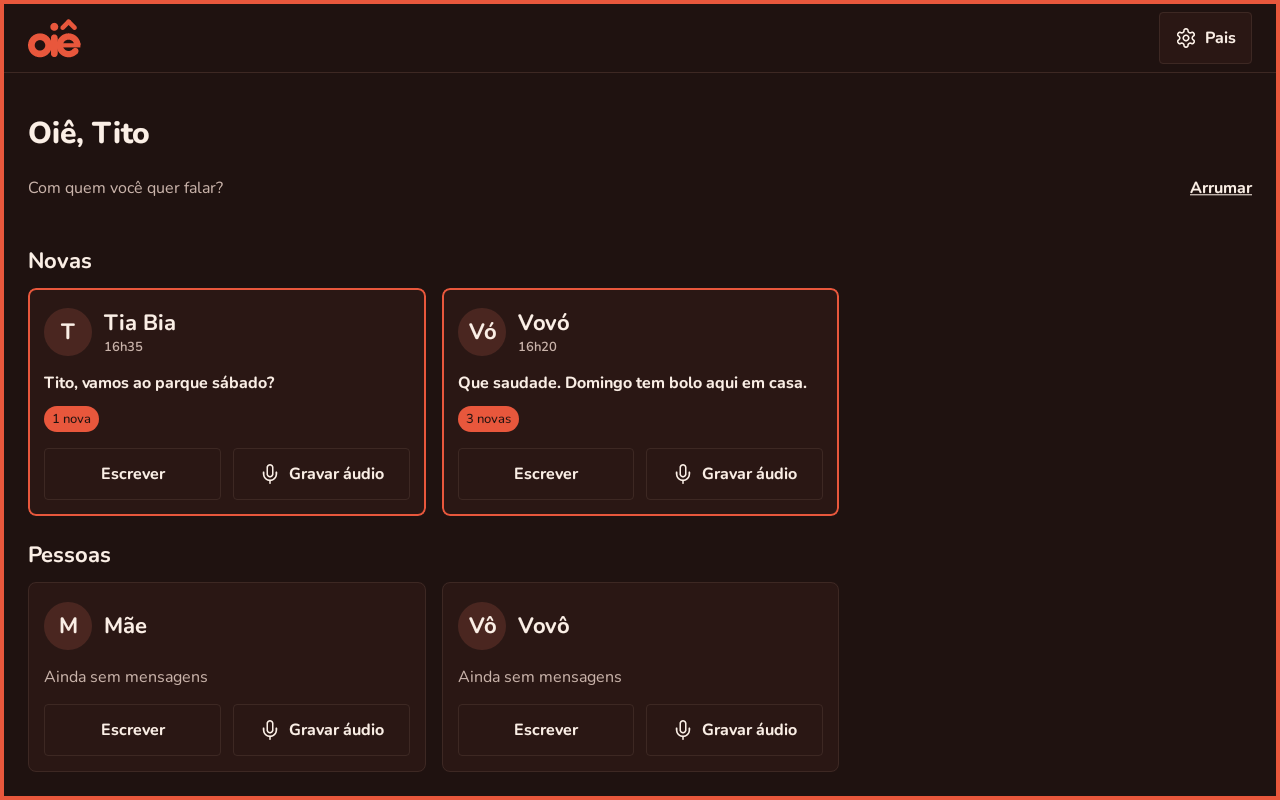 oiê
Pais
Oiê, Tito
Com quem você quer falar?
Arrumar
Novas
T
Tia Bia
16h35
Tito, vamos ao parque sábado?
1 nova
Escrever
Gravar áudio
Vó
Vovó
16h20
Que saudade. Domingo tem bolo aqui em casa.
3 novas
Escrever
Gravar áudio
Pessoas
M
Mãe
Ainda sem mensagens
Escrever
Gravar áudio
Vô
Vovô
Ainda sem mensagens
Escrever
Gravar áudio